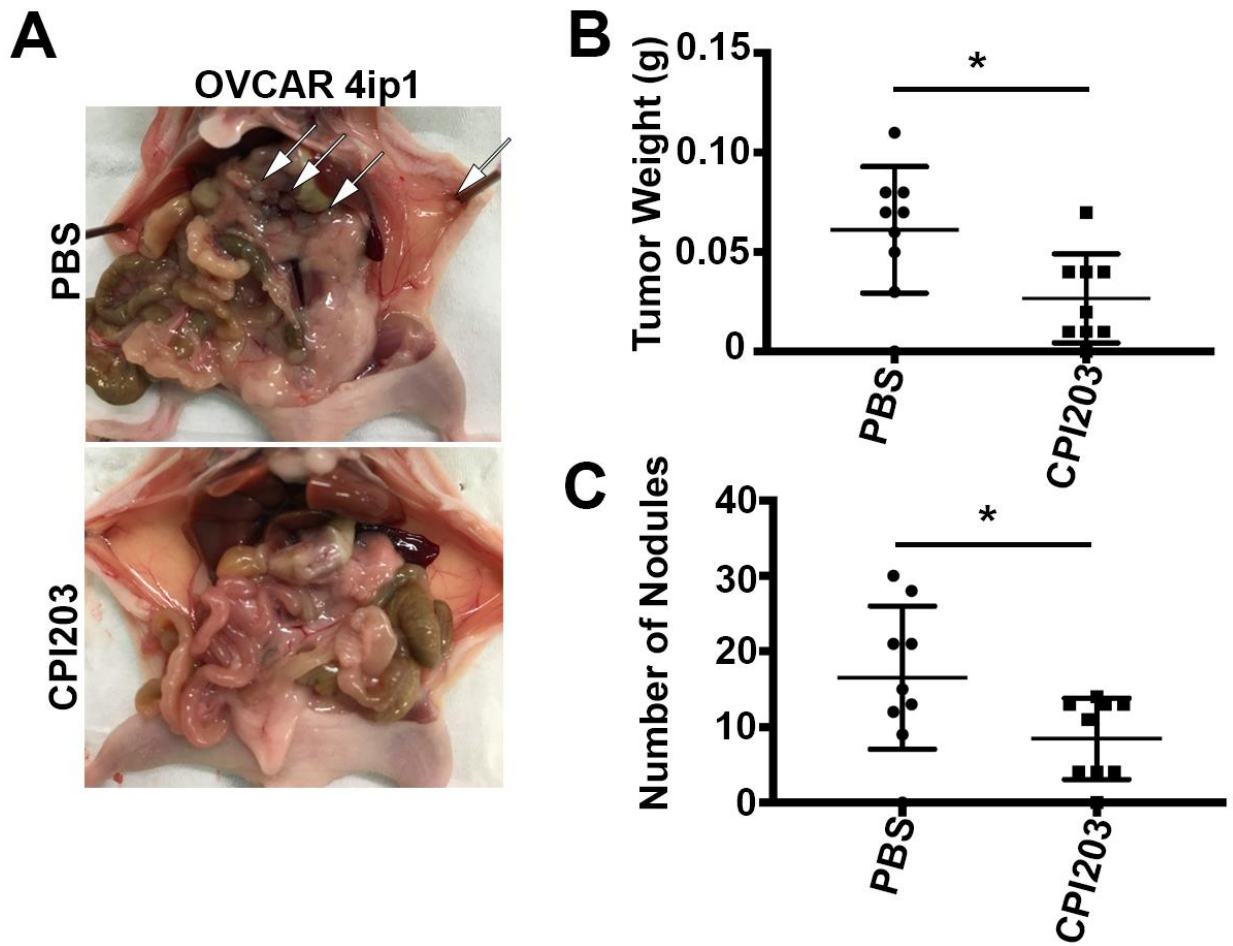 A
OVCAR 4ip1
PBS
CPI203
B
Tumor Weight (g)
0.15
0.10
0.05
0
*
PBS
CPI203
C
Number of Nodules
40
30
20
10
0
*
PBS
CPI203